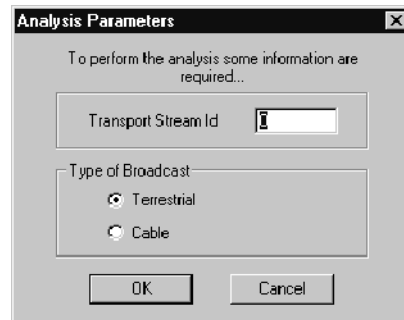 Analysis Parameters
To perform the analysis some information are
required...
Transport Stream Id
Type of Broadcast
Terrestrial
Cable
OK
Cancel